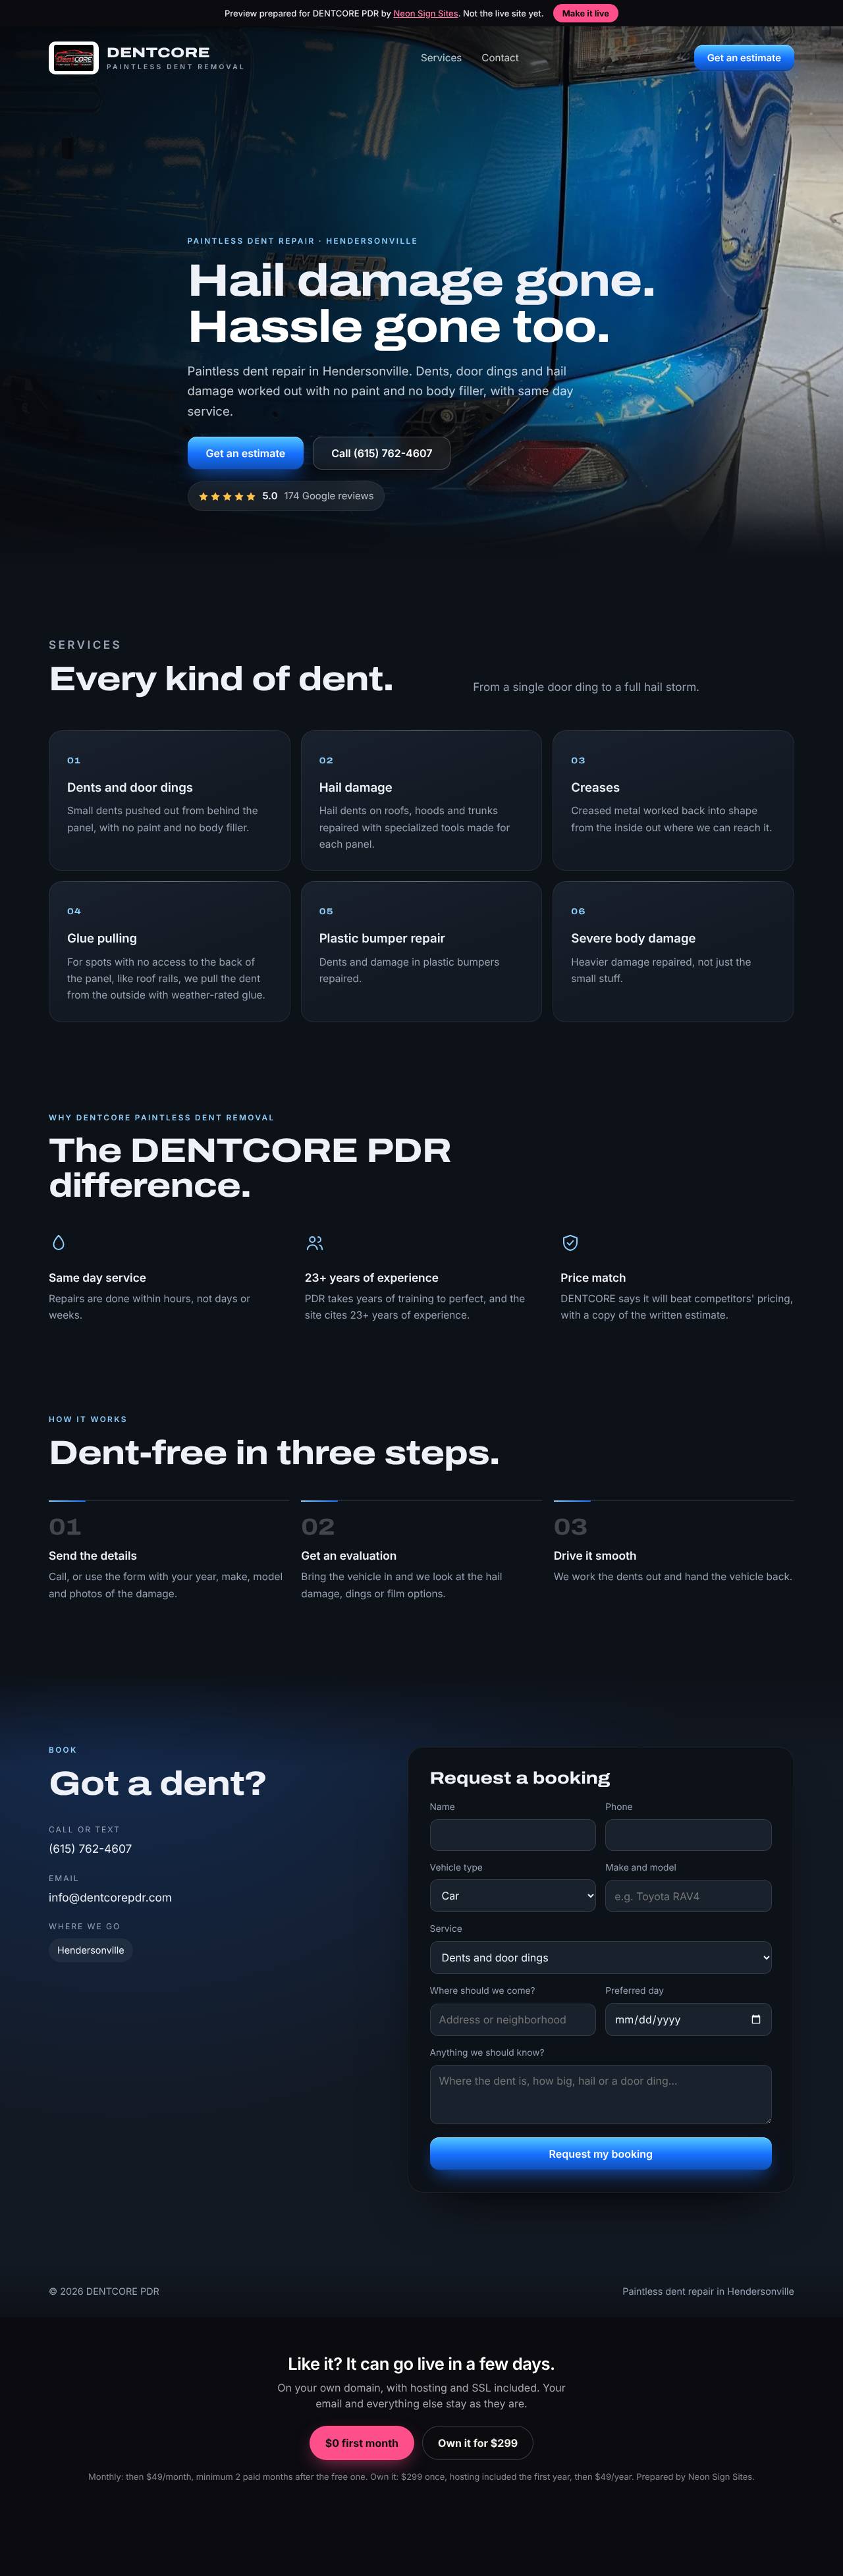 Preview prepared for DENTCORE PDR by Neon Sign Sites. Not the live site yet. Make it live
DENTCORE
DENTCORE
PAINTLESS DENT REMOVAL
Services Contact
Get an estimate
PAINTLESS DENT REPAIR · HENDERSONVILLE
LIMITED
Hail damage gone.
Hassle gone too.
Paintless dent repair in Hendersonville. Dents, door dings and hail
damage worked out with no paint and no body filler, with same day
service.
Get an estimate Call (615) 762-4607
5.0 174 Google reviews
SERVICES
Every kind of dent.
From a single door ding to a full hail storm.
01
Dents and door dings
Small dents pushed out from behind the
panel, with no paint and no body filler.
02
Hail damage
Hail dents on roofs, hoods and trunks
repaired with specialized tools made for
each panel.
03
Creases
Creased metal worked back into shape
from the inside out where we can reach it.
04
Glue pulling
For spots with no access to the back of
the panel, like roof rails, we pull the dent
from the outside with weather-rated glue.
05
Plastic bumper repair
Dents and damage in plastic bumpers
repaired.
06
Severe body damage
Heavier damage repaired, not just the
small stuff.
WHY DENTCORE PAINTLESS DENT REMOVAL
The DENTCORE PDR
difference.
Same day service
Repairs are done within hours, not days or
weeks.
23+ years of experience
PDR takes years of training to perfect, and the
site cites 23+ years of experience.
Price match
DENTCORE says it will beat competitors' pricing,
with a copy of the written estimate.
HOW IT WORKS
Dent-free in three steps.
01
Send the details
Call, or use the form with your year, make, model
and photos of the damage.
02
Get an evaluation
Bring the vehicle in and we look at the hail
damage, dings or film options.
03
Drive it smooth
We work the dents out and hand the vehicle back.
BOOK
Got a dent?
CALL OR TEXT
(615) 762-4607
EMAIL
info@dentcorepdr.com
WHERE WE GO
Hendersonville
Request a booking
Name Phone
Vehicle type Make and model
Car e.g. Toyota RAV4
Service
Dents and door dings
Where should we come? Preferred day
Address or neighborhood mm/dd/yyyy
Anything we should know?
Where the dent is, how big, hail or a door ding...
Request my booking
© 2026 DENTCORE PDR
Paintless dent repair in Hendersonville
Like it? It can go live in a few days.
On your own domain, with hosting and SSL included. Your
email and everything else stay as they are.
$0 first month Own it for $299
Monthly: then $49/month, minimum 2 paid months after the free one. Own it: $299 once, hosting included the first year, then $49/year. Prepared by Neon Sign Sites.